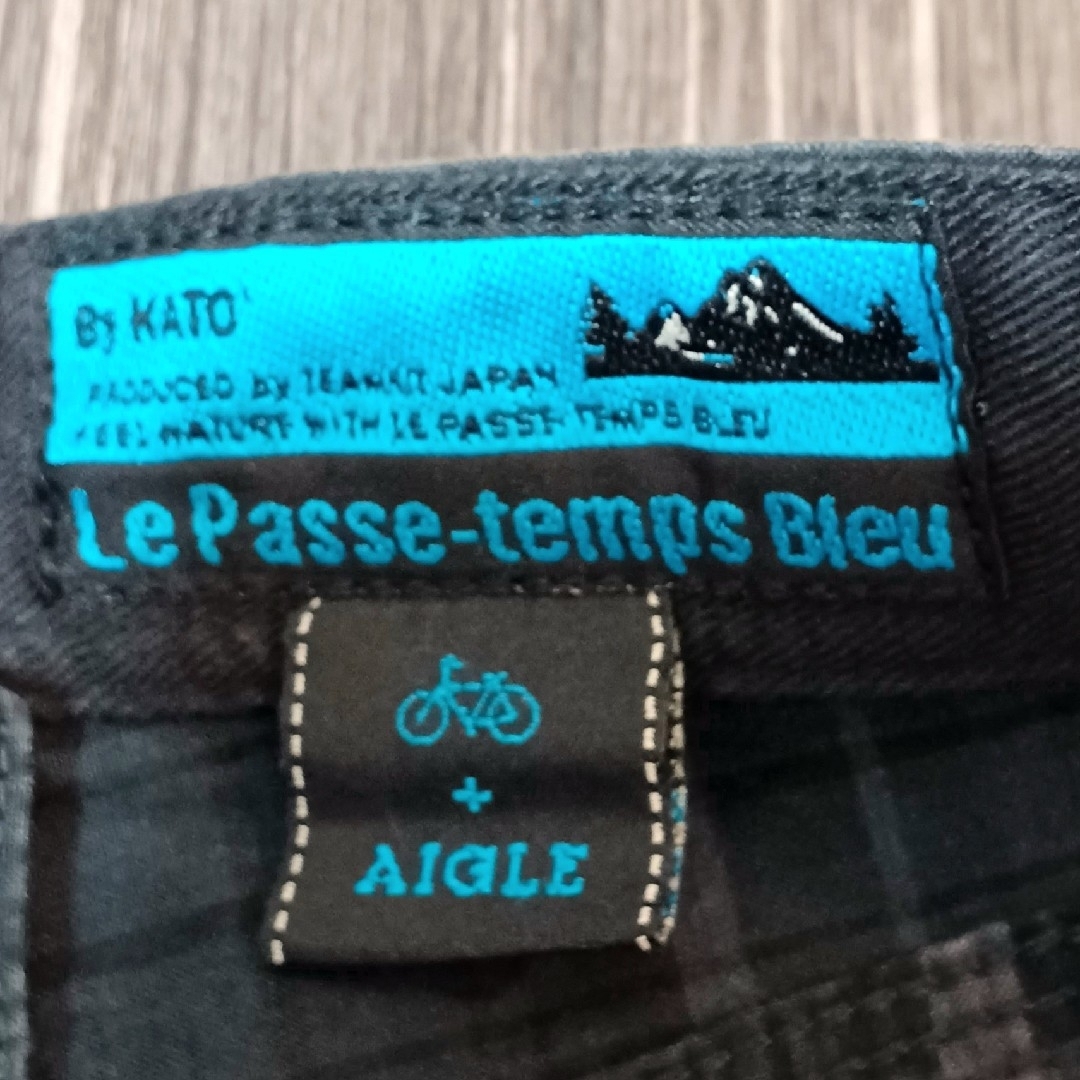 By KATO'
PRODUCED by TEAMKIT JAPAN
FEEL NATURE WITH LE PASSE-TEMPS BLEU
Le Passe-temps Bleu
+
AIGLE